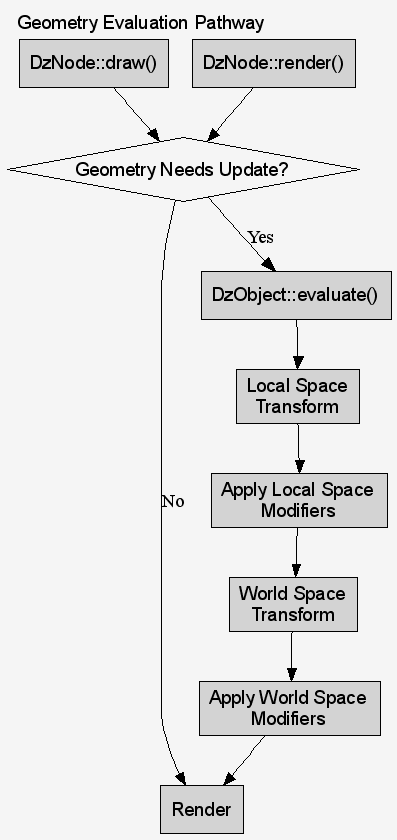 Geometry Evaluation Pathway
DzNode::draw()
DzNode::render()
Geometry Needs Update?
Yes
DzObject::evaluate()
Local Space
Transform
Apply Local Space
Modifiers
No
World Space
Transform
Apply World Space
Modifiers
Render